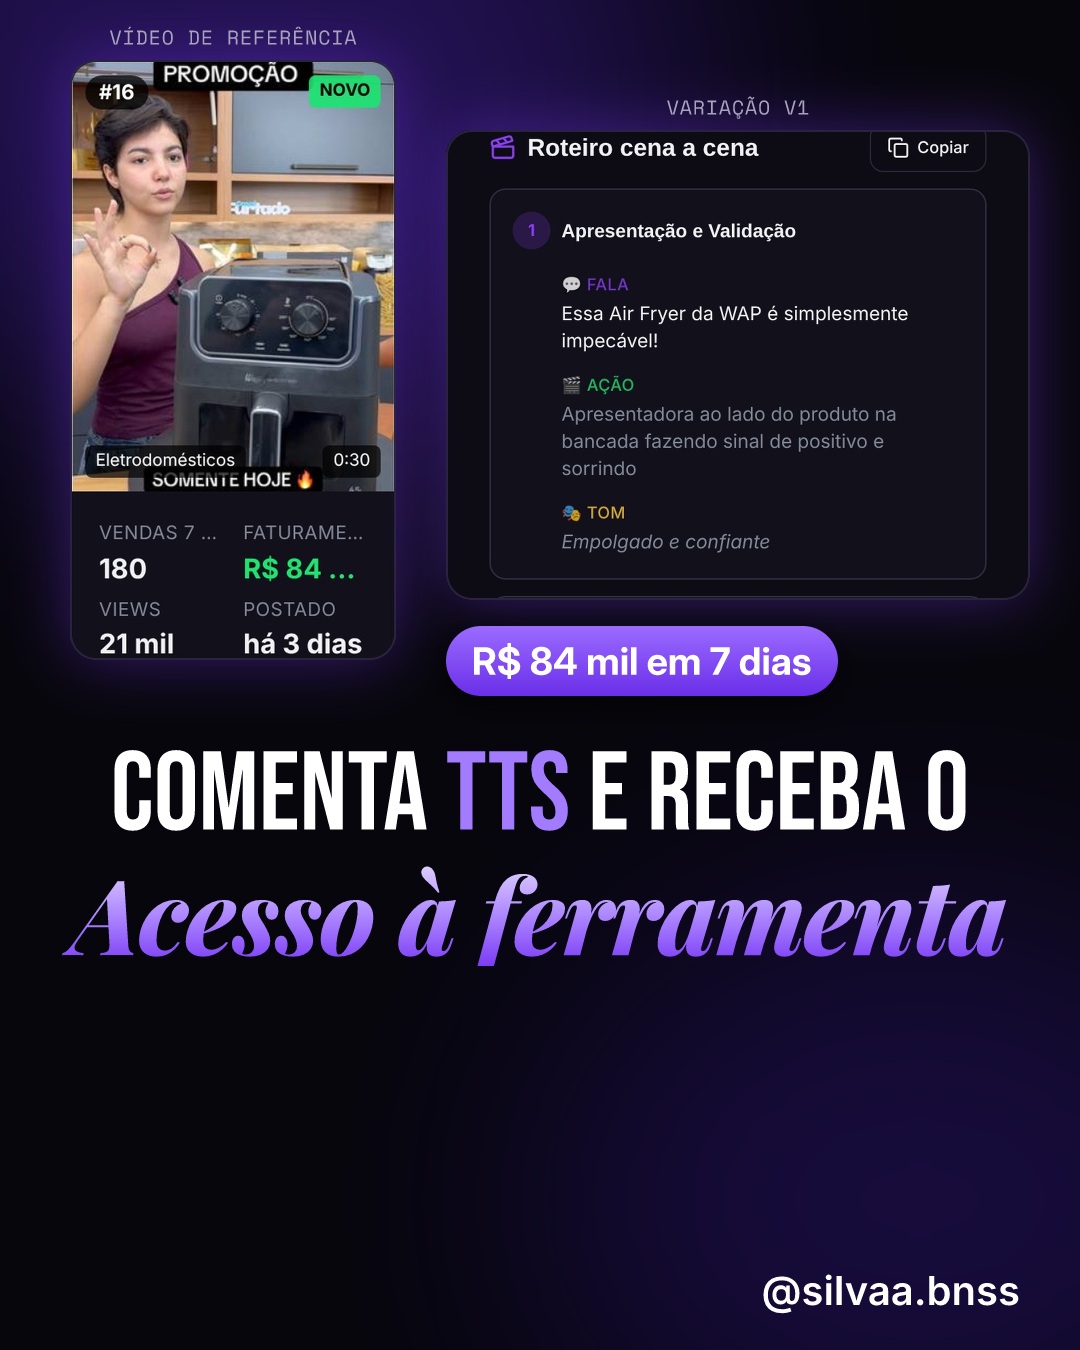 VÍDEO DE REFERÊNCIA
PROMOÇÃO
#16
NOVO
Furtado
Eletrodomésticos
0:30
SOMENTE HOJE 🔥
VENDAS 7 ...
FATURAME...
180
R$ 84 ...
VIEWS
POSTADO
21 mil
há 3 dias
VARIAÇÃO V1
Roteiro cena a cena
Copiar
1
Apresentação e Validação
💬 FALA
Essa Air Fryer da WAP é simplesmente
impecável!
🎬 AÇÃO
Apresentadora ao lado do produto na
bancada fazendo sinal de positivo e
sorrindo
🎭 TOM
Empolgado e confiante
R$ 84 mil em 7 dias
COMENTA TTS E RECEBA O
Acesso à ferramenta
@silvaa.bnss